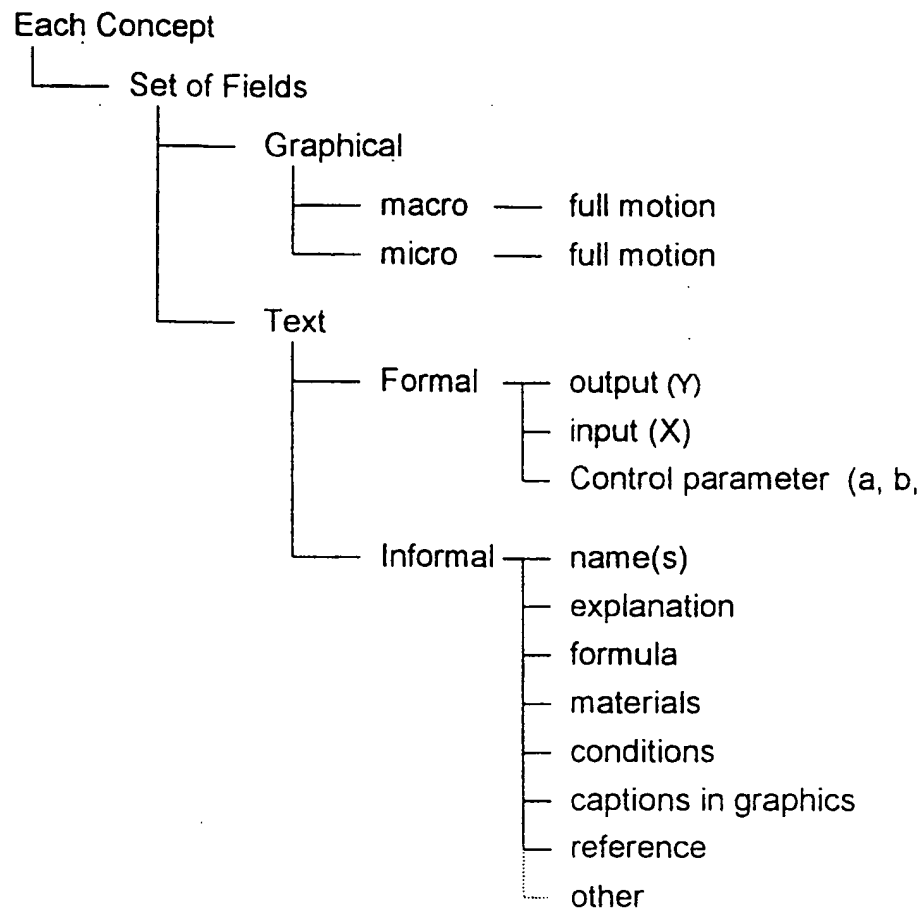 Each Concept
Set of Fields
Graphical
macro — full motion
micro — full motion
Text
Formal output (Y)
input (X)
Control parameter (a, b,
Informal name(s)
explanation
formula
materials
conditions
captions in graphics
reference
other